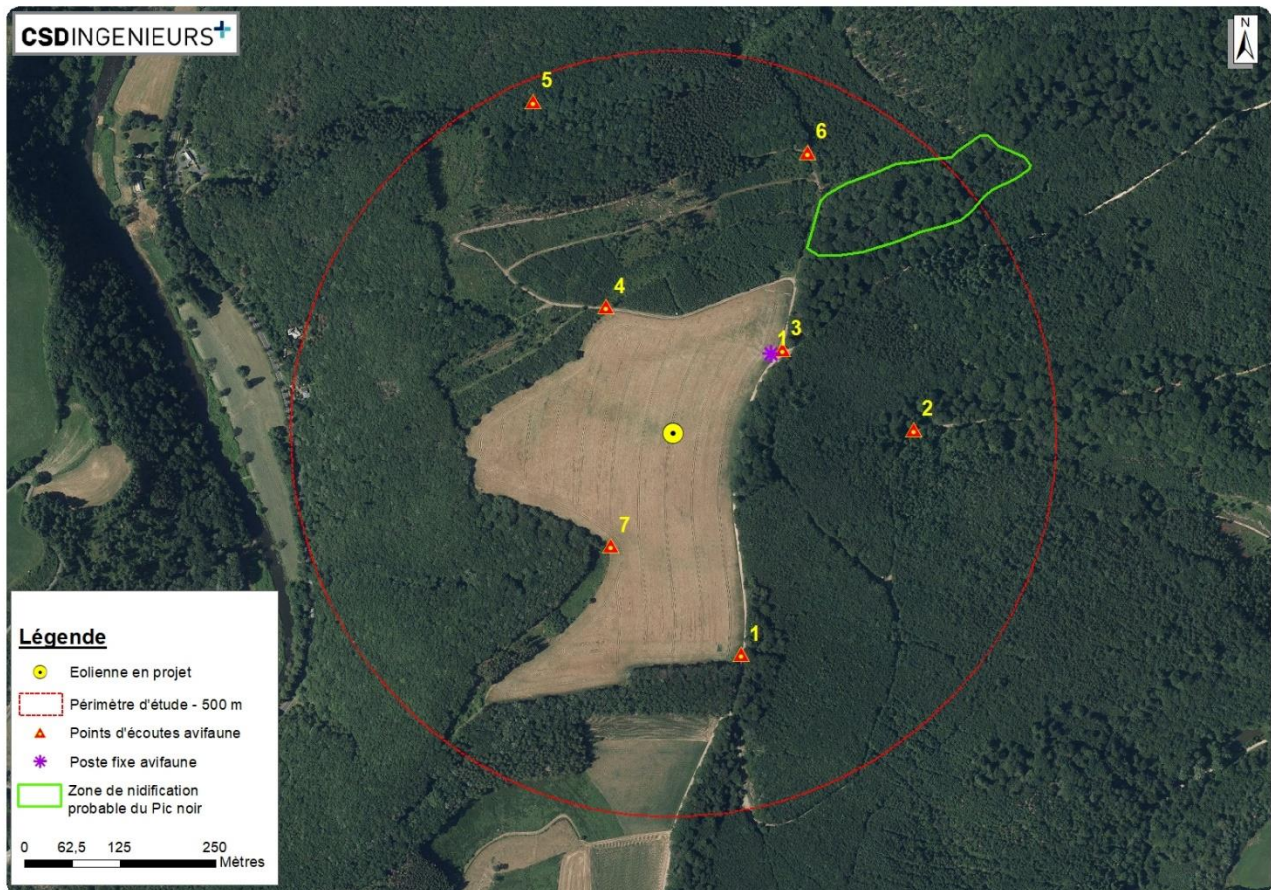 CSDINGENIEURS+
N
5
6
4
1 3
2
7
1
Légende
Eolienne en projet
Périmètre d'étude - 500 m
Points d'écoutes avifaune
Poste fixe avifaune
Zone de nidification
probable du Pic noir
0 62,5 125 250
Mètres